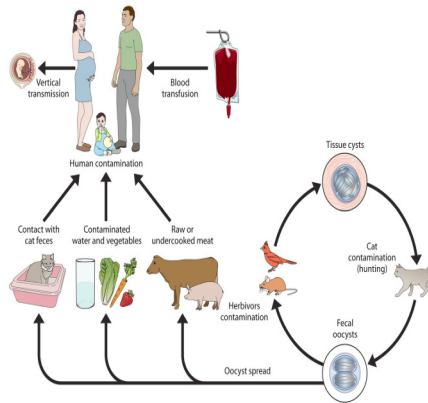 Vertical
transmission
Blood
transfusion
Human contamination
Contact with
cat feces
Contaminated
water and vegetables
Raw or
undercooked meat
Tissue cysts
Cat
contamination
(hunting)
Herbivors
contamination
Fecal
oocysts
Oocyst spread